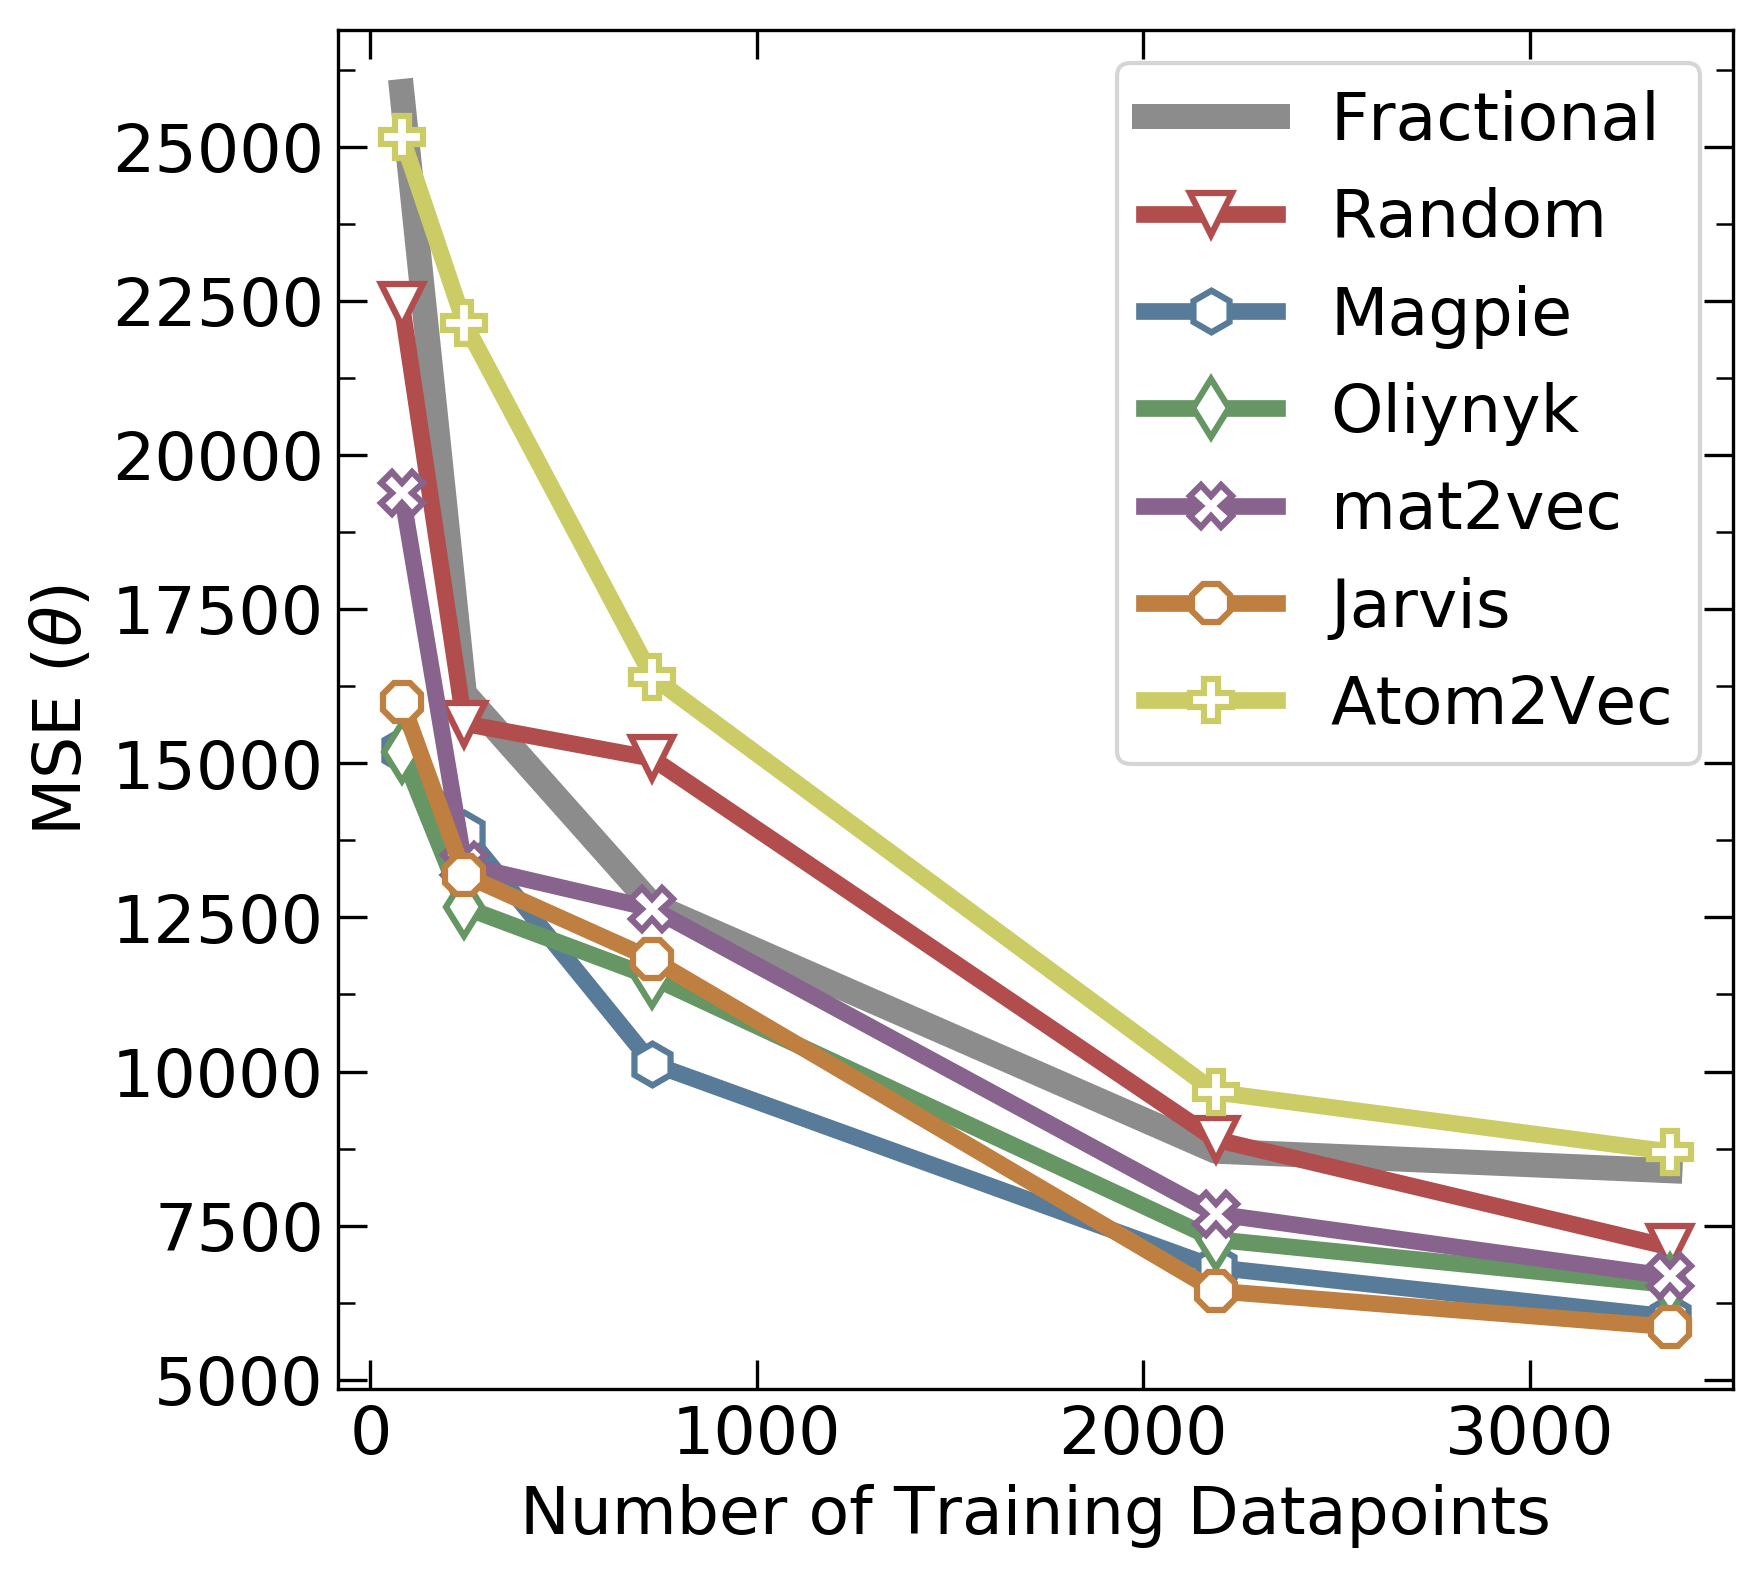 MSE (θ)
25000
22500
20000
17500
15000
12500
10000
7500
5000
0 1000 2000 3000
Number of Training Datapoints
Fractional
Random
Magpie
Oliynyk
mat2vec
Jarvis
Atom2Vec